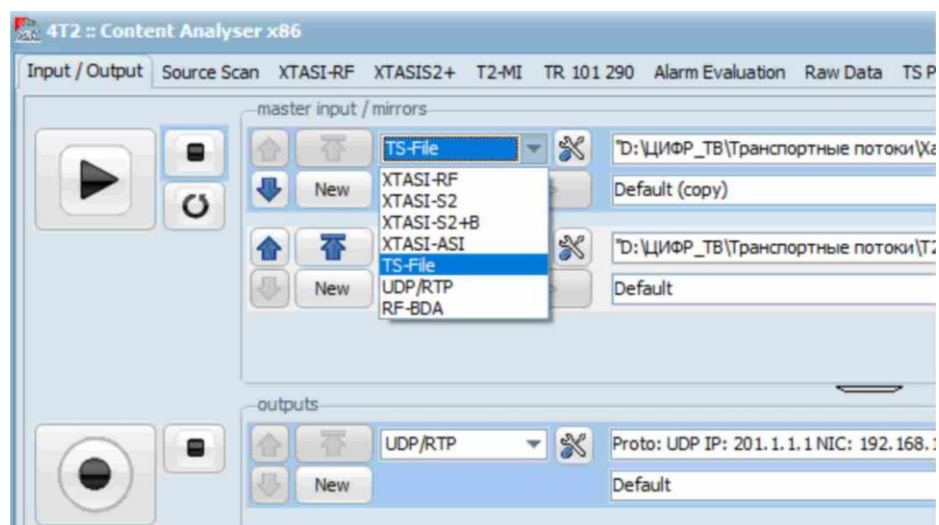 4T2 :: Content Analyser x86
Input / Output Source Scan XTASI-RF XTASIS2+ T2-MI TR 101 290 Alarm Evaluation Raw Data TS P
master input / mirrors
TS-File "D:\ЦИФР_ТВ\Транспортные потоки\Ха
New Default (copy)
XTASI-RF
XTASI-S2
XTASI-S2+B
XTASI-ASI
TS-File
UDP/RTP
RF-BDA
"D:\ЦИФР_ТВ\Транспортные потоки\T2
New Default
outputs
UDP/RTP Proto: UDP IP: 201.1.1.1 NIC: 192.168.1
New Default